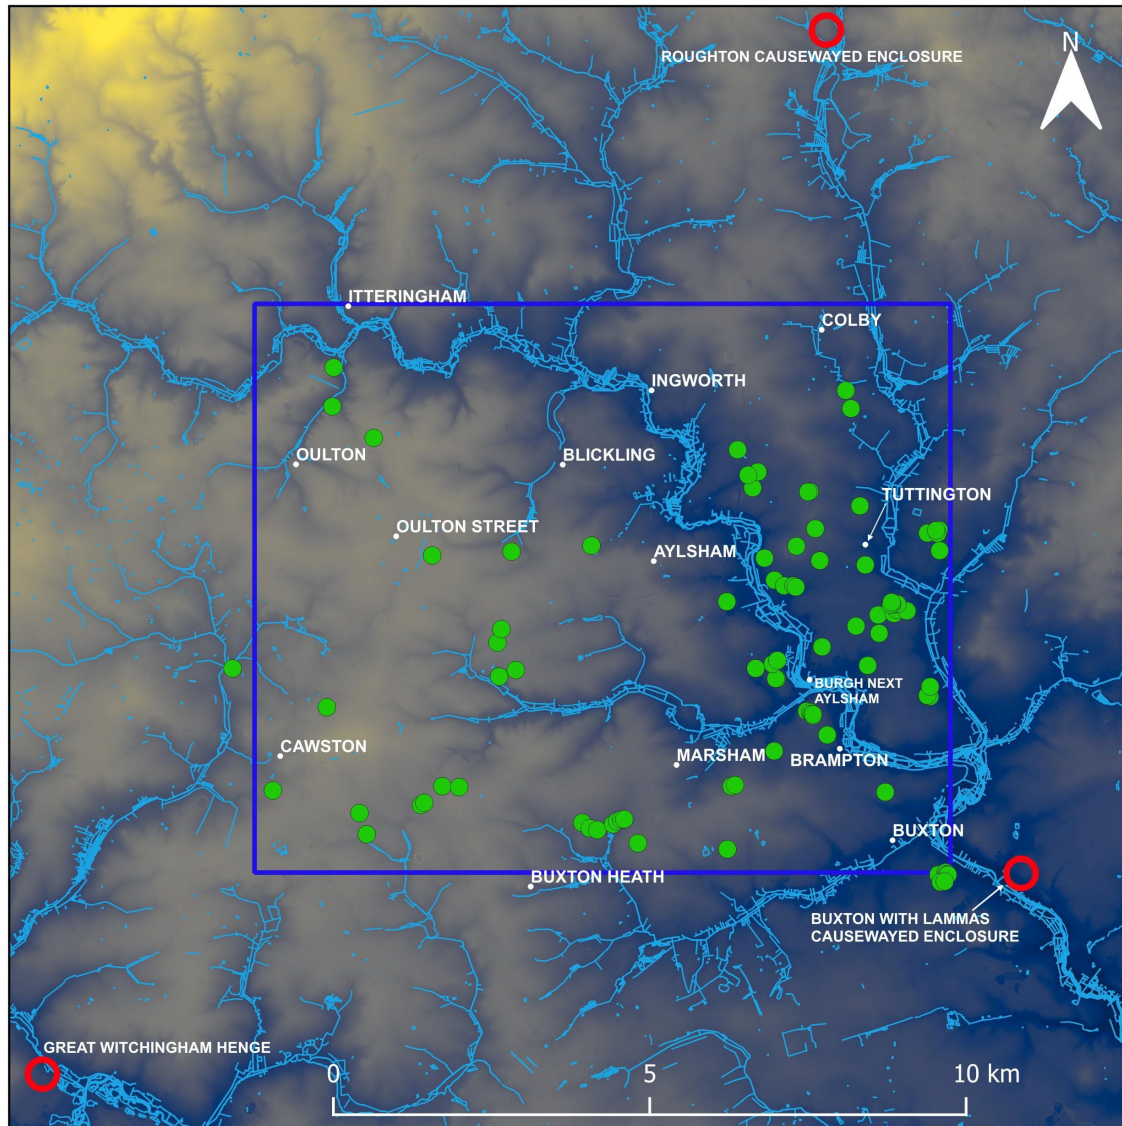 N
ROUGHTON CAUSEWAYED ENCLOSURE
ITTERINGHAM
COLBY
INGWORTH
OULTON
BLICKLING
TUTTINGTON
OULTON STREET
AYLSHAM
BURGH NEXT
AYLSHAM
CAWSTON
MARSHAM
BRAMPTON
BUXTON
BUXTON HEATH
BUXTON WITH LAMMAS
CAUSEWAYED ENCLOSURE
GREAT WITCHINGHAM HENGE
0 5 10 km